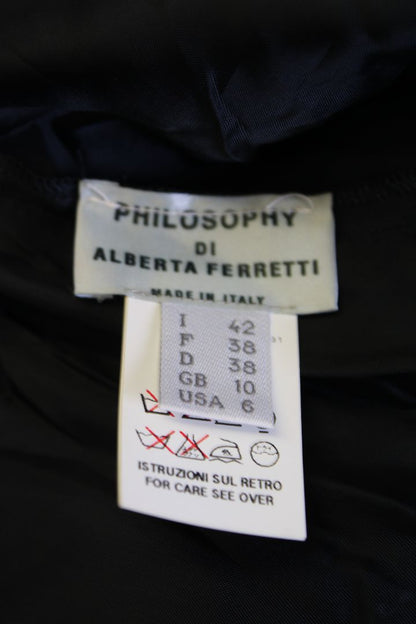 PHILOSOPHY
DI
ALBERTA FERRETTI
MADE IN ITALY
I 42
F 38
D 38
GB 10
USA 6
ISTRUZIONI SUL RETRO
FOR CARE SEE OVER